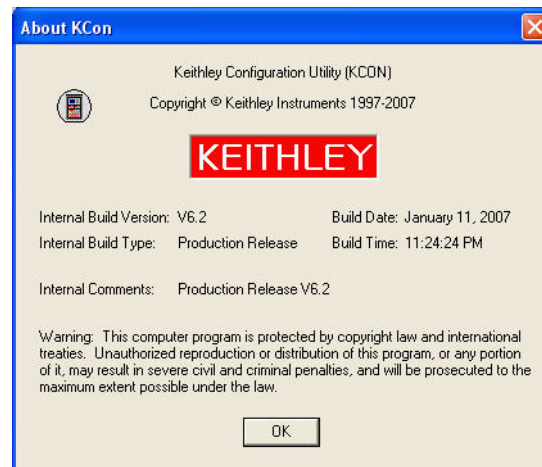 About KCon
Keithley Configuration Utility (KCON)
Copyright © Keithley Instruments 1997-2007
KEITHLEY
Internal Build Version: V6.2 Build Date: January 11, 2007
Internal Build Type: Production Release Build Time: 11:24:24 PM
Internal Comments: Production Release V6.2
Warning: This computer program is protected by copyright law and international
treaties. Unauthorized reproduction or distribution of this program, or any portion
of it, may result in severe civil and criminal penalties, and will be prosecuted to the
maximum extent possible under the law.
OK